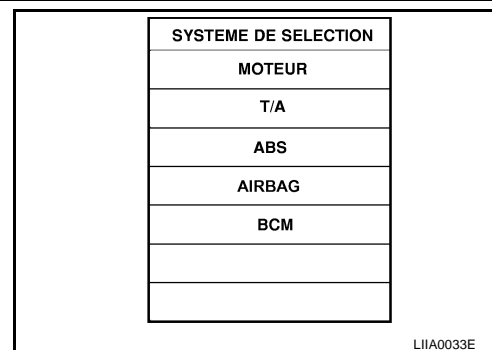 SYSTEME DE SELECTION
MOTEUR
T/A
ABS
AIRBAG
BCM
LIIA0033E